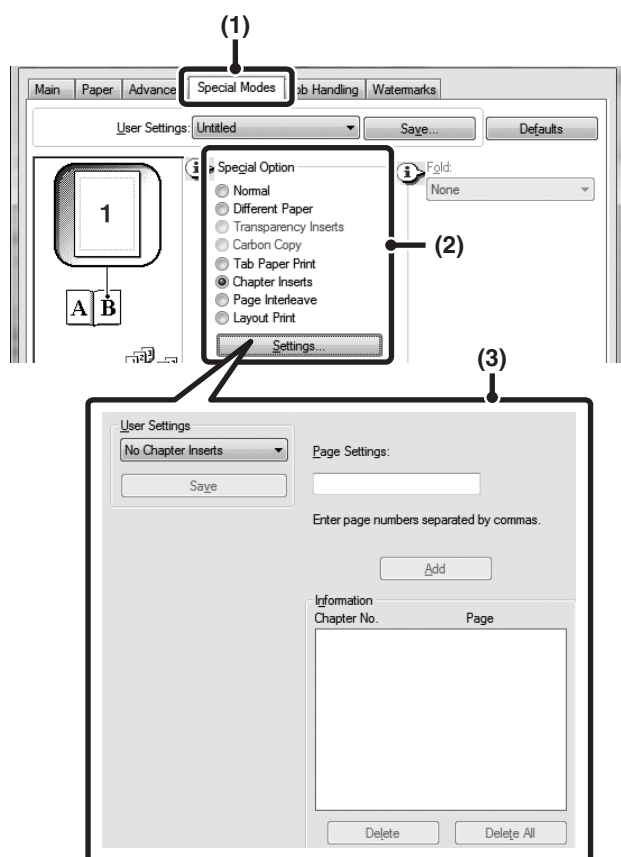 (1)
Main Paper Advance Special Modes ob Handling Watermarks
User Settings: Untitled Save... Defaults
Special Option
Fold:
Normal
None
1
Different Paper
Transparency Inserts
Carbon Copy
(2)
Tab Paper Print
Chapter Inserts
A B
Page Interleave
Layout Print
Settings...
(3)
User Settings
No Chapter Inserts
Page Settings:
Save
Enter page numbers separated by commas.
Add
Information
Chapter No. Page
Delete Delete All